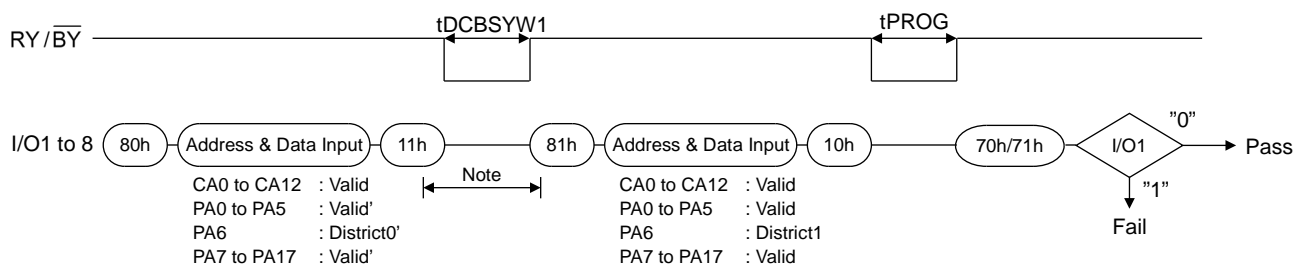 tDCBSYW1
tPROG
RY/BY
I/O1 to 8
80h
Address & Data Input
11h
81h
Address & Data Input
10h
70h/71h
I/O1
"0"
Pass
"1"
Fail
Note
CA0 to CA12 : Valid
PA0 to PA5 : Valid'
PA6 : District0'
PA7 to PA17 : Valid'
CA0 to CA12 : Valid
PA0 to PA5 : Valid
PA6 : District1
PA7 to PA17 : Valid